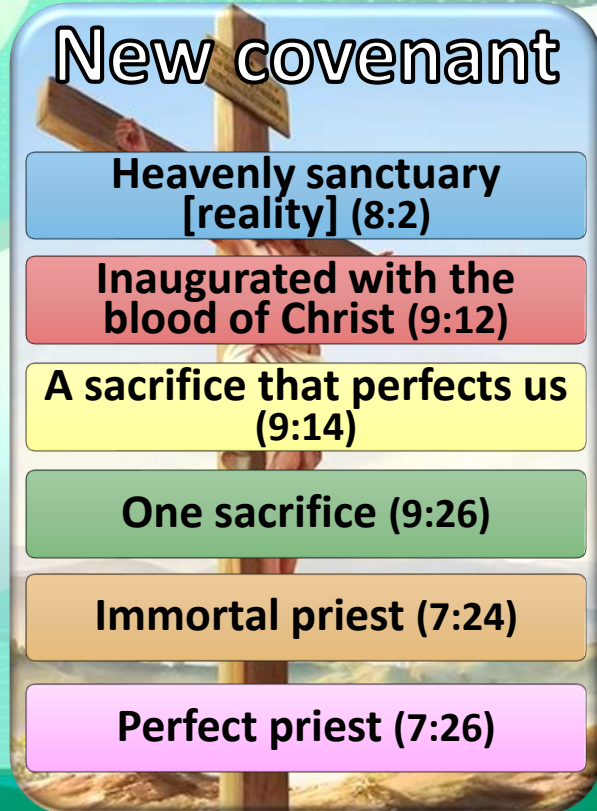 New covenant
Heavenly sanctuary
[reality] (8:2)
Inaugurated with the
blood of Christ (9:12)
A sacrifice that perfects us
(9:14)
One sacrifice (9:26)
Immortal priest (7:24)
Perfect priest (7:26)